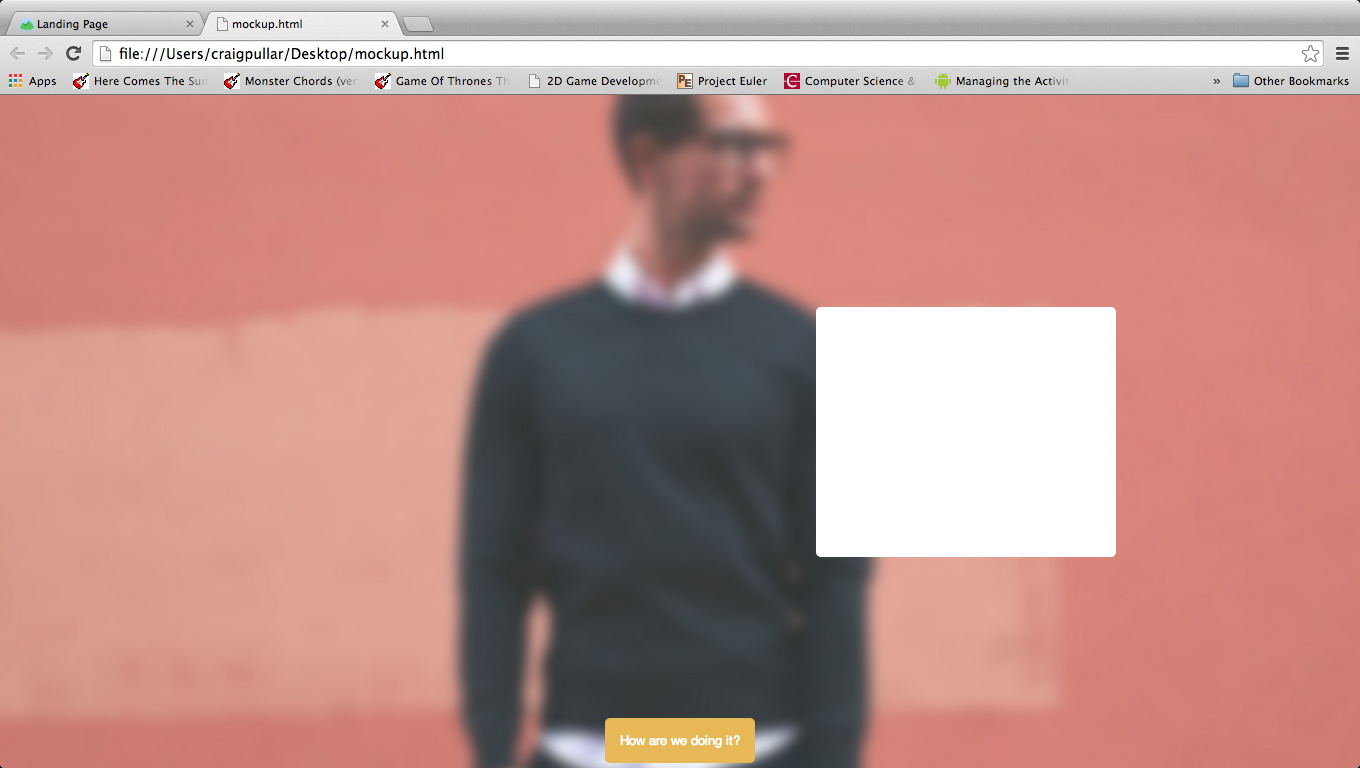 Landing Page
mockup.html
file:///Users/craigpullar/Desktop/mockup.html
Apps
Here Comes The Sun
Monster Chords (ver
Game Of Thrones Th
2D Game Developme
Project Euler
Computer Science &
Managing the Activit
»
Other Bookmarks
How are we doing it?